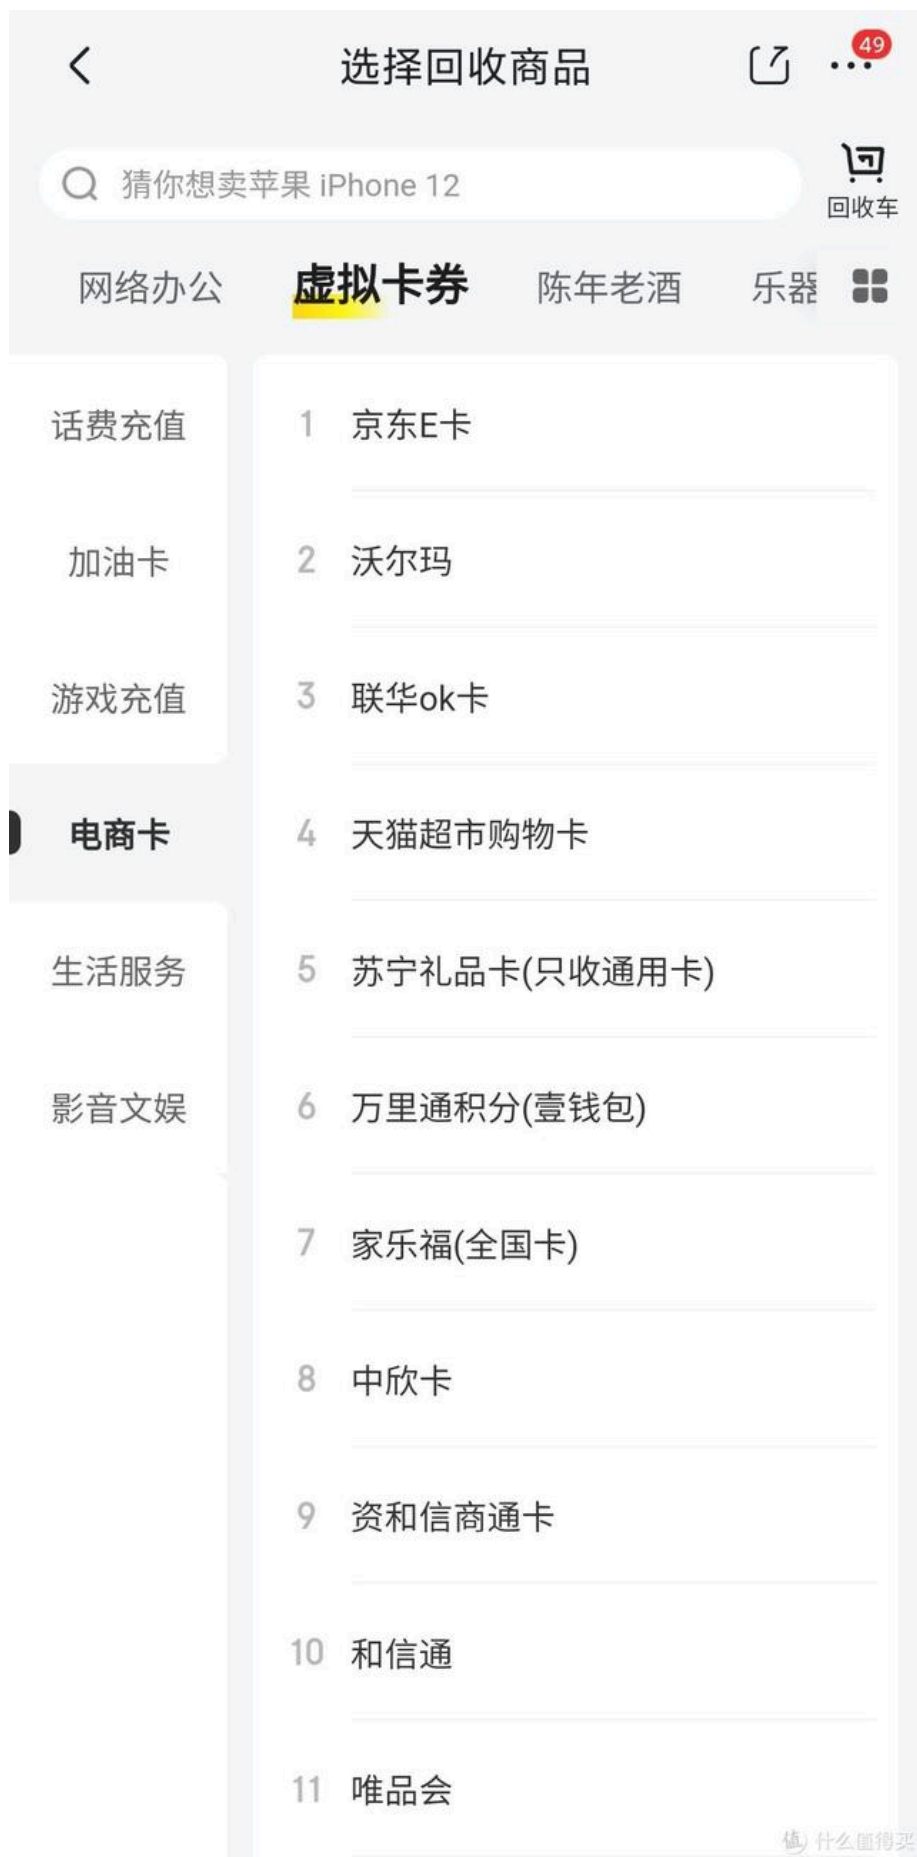 选择回收商品
49
猜你想卖苹果 iPhone 12
回收车
网络办公 虚拟卡券 陈年老酒 乐器
话费充值
加油卡
游戏充值
电商卡
生活服务
影音文娱
1 京东E卡
2 沃尔玛
3 联华ok卡
4 天猫超市购物卡
5 苏宁礼品卡(只收通用卡)
6 万里通积分(壹钱包)
7 家乐福(全国卡)
8 中欣卡
9 资和信商通卡
10 和信通
11 唯品会
值 什么值得买